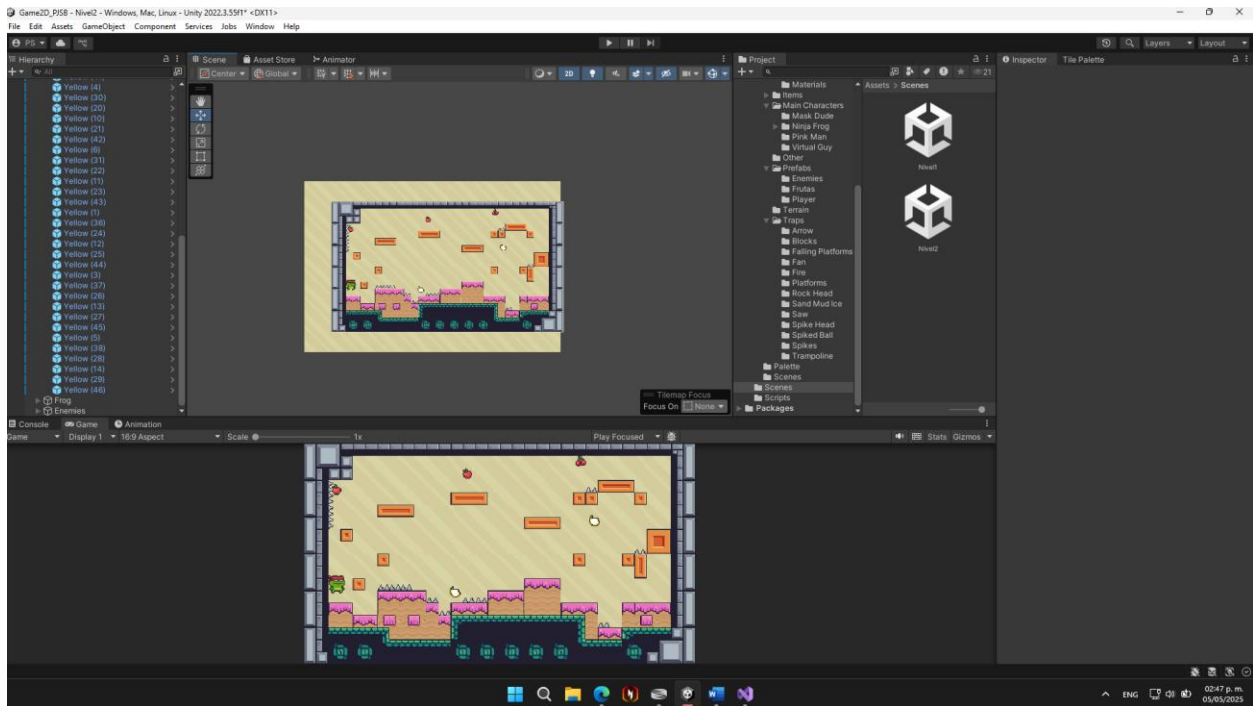 Game2D_PJSB - Nivel2 - Windows, Mac, Linux - Unity 2022.3.55f1* <DX11>
File Edit Assets GameObject Component Services Jobs Window Help
PS
Layers Layout
Hierarchy
All
Yellow (4)
Yellow (30)
Yellow (20)
Yellow (10)
Yellow (21)
Yellow (42)
Yellow (6)
Yellow (31)
Yellow (22)
Yellow (11)
Yellow (23)
Yellow (43)
Yellow (1)
Yellow (36)
Yellow (24)
Yellow (12)
Yellow (25)
Yellow (44)
Yellow (3)
Yellow (37)
Yellow (26)
Yellow (13)
Yellow (27)
Yellow (45)
Yellow (5)
Yellow (38)
Yellow (28)
Yellow (14)
Yellow (29)
Yellow (46)
Frog
Enemies
Scene Asset Store Animator
Center Global
2D
Tilemap Focus
Focus On None
Project
21
Materials
Items
Main Characters
Mask Dude
Ninja Frog
Pink Man
Virtual Guy
Other
Prefabs
Enemies
Frutas
Player
Terrain
Traps
Arrow
Blocks
Falling Platforms
Fan
Fire
Platforms
Rock Head
Sand Mud Ice
Saw
Spike Head
Spiked Ball
Spikes
Trampoline
Palette
Scenes
Scenes
Scripts
Packages
Assets > Scenes
Nivel1
Nivel2
Inspector Tile Palette
Console Game Animation
Game Display 1 16:9 Aspect Scale 1x Play Focused Stats Gizmos
ENG
02:47 p. m.
05/05/2025